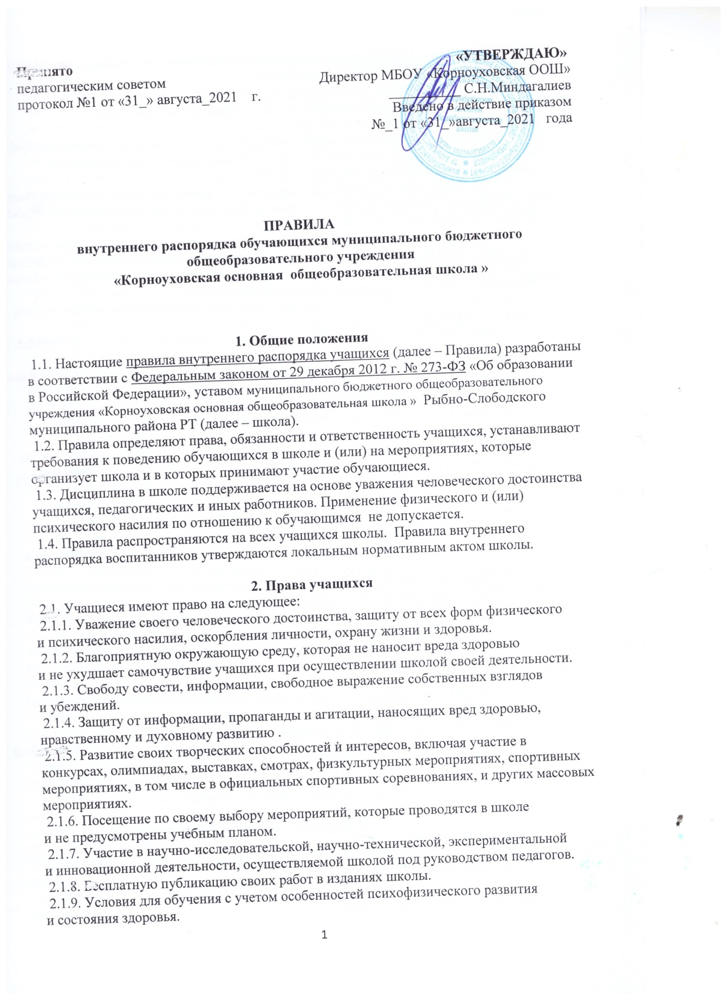 Принято
педагогическим советом
протокол №1 от «31_» августа_2021 г.
«УТВЕРЖДАЮ»
Директор МБОУ «Корноуховская ООШ»
С.Н.Миндагалиев
Введено в действие приказом
№_1 от «31_»августа_2021 года
Корноуховская
основная
общеобразовательная
школа»
ОГРН 1021607358410
ПРАВИЛА
внутреннего распорядка обучающихся муниципального бюджетного
общеобразовательного учреждения
«Корноуховская основная общеобразовательная школа »
1. Общие положения
1.1. Настоящие правила внутреннего распорядка учащихся (далее – Правила) разработаны
в соответствии с Федеральным законом от 29 декабря 2012 г. № 273-ФЗ «Об образовании
в Российской Федерации», уставом муниципального бюджетного общеобразовательного
учреждения «Корноуховская основная общеобразовательная школа » Рыбно-Слободского
муниципального района РТ (далее – школа).
1.2. Правила определяют права, обязанности и ответственность учащихся, устанавливают
требования к поведению обучающихся в школе и (или) на мероприятиях, которые
организует школа и в которых принимают участие обучающиеся.
1.3. Дисциплина в школе поддерживается на основе уважения человеческого достоинства
учащихся, педагогических и иных работников. Применение физического и (или)
психического насилия по отношению к обучающимся не допускается.
1.4. Правила распространяются на всех учащихся школы. Правила внутреннего
распорядка воспитанников утверждаются локальным нормативным актом школы.
2. Права учащихся
2.1. Учащиеся имеют право на следующее:
2.1.1. Уважение своего человеческого достоинства, защиту от всех форм физического
и психического насилия, оскорбления личности, охрану жизни и здоровья.
2.1.2. Благоприятную окружающую среду, которая не наносит вреда здоровью
и не ухудшает самочувствие учащихся при осуществлении школой своей деятельности.
2.1.3. Свободу совести, информации, свободное выражение собственных взглядов
и убеждений.
2.1.4. Защиту от информации, пропаганды и агитации, наносящих вред здоровью,
нравственному и духовному развитию .
2.1.5. Развитие своих творческих способностей и интересов, включая участие в
конкурсах, олимпиадах, выставках, смотрах, физкультурных мероприятиях, спортивных
мероприятиях, в том числе в официальных спортивных соревнованиях, и других массовых
мероприятиях.
2.1.6. Посещение по своему выбору мероприятий, которые проводятся в школе
и не предусмотрены учебным планом.
2.1.7. Участие в научно-исследовательской, научно-технической, экспериментальной
и инновационной деятельности, осуществляемой школой под руководством педагогов.
2.1.8. Бесплатную публикацию своих работ в изданиях школы.
2.1.9. Условия для обучения с учетом особенностей психофизического развития
и состояния здоровья.
1